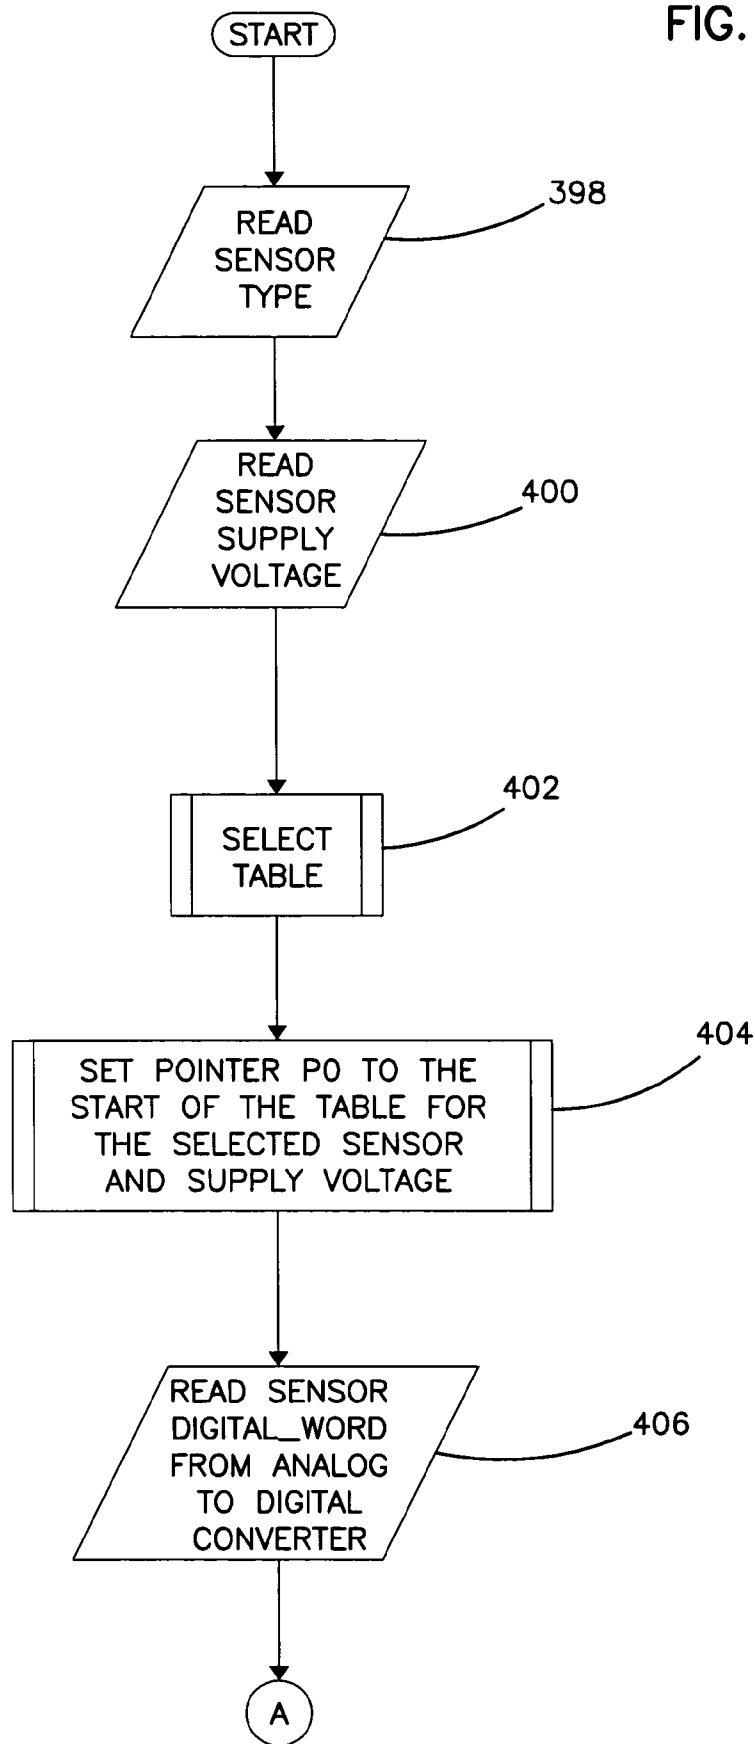 FIG.
START
398
READ
SENSOR
TYPE
400
READ
SENSOR
SUPPLY
VOLTAGE
402
SELECT
TABLE
404
SET POINTER P0 TO THE
START OF THE TABLE FOR
THE SELECTED SENSOR
AND SUPPLY VOLTAGE
406
READ SENSOR
DIGITAL_WORD
FROM ANALOG
TO DIGITAL
CONVERTER
A